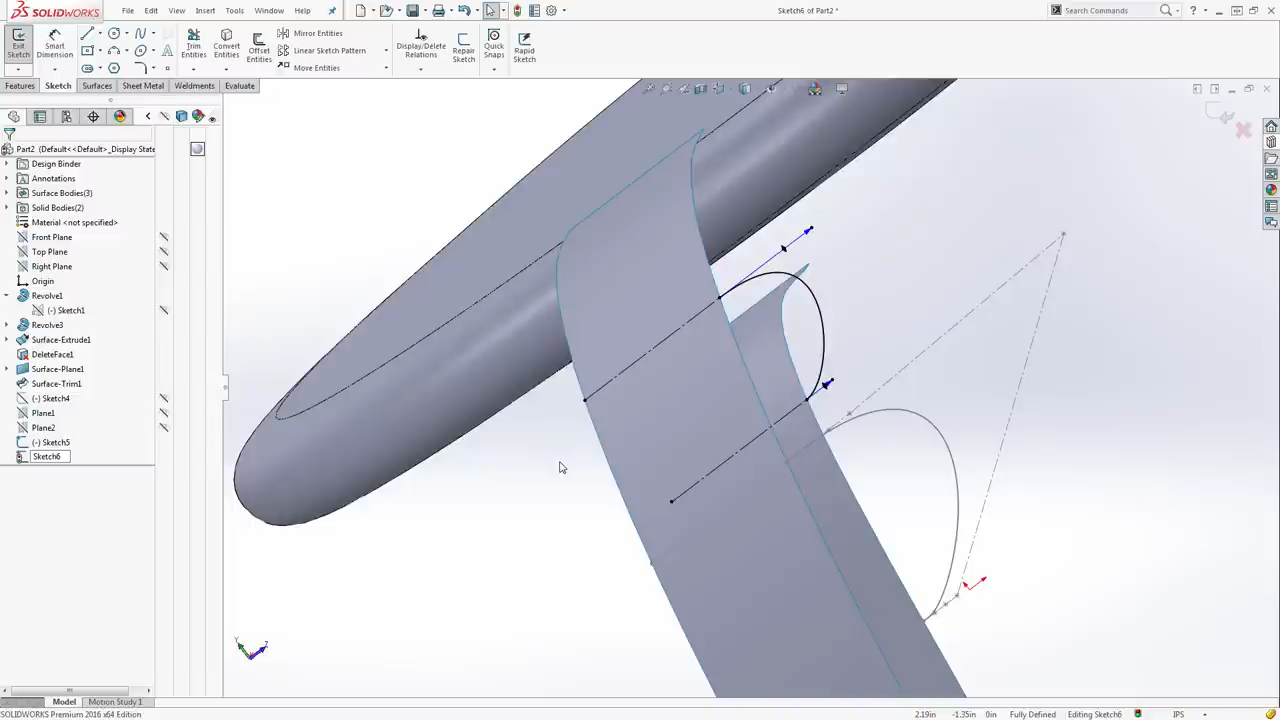 SOLIDWORKS File Edit View Insert Tools Window Help Sketch6 of Part2 * Search Commands
Exit Sketch Smart Dimension Trim Entities Convert Entities Offset Entities Mirror Entities Linear Sketch Pattern Move Entities Display/Delete Relations Repair Sketch Quick Snaps Rapid Sketch
Features Sketch Surfaces Sheet Metal Weldments Evaluate
Part2 (Default<<Default>_Display State
Design Binder
Annotations
Surface Bodies(3)
Solid Bodies(2)
Material <not specified>
Front Plane
Top Plane
Right Plane
Origin
Revolve1
(-) Sketch1
Revolve3
Surface-Extrude1
DeleteFace1
Surface-Plane1
Surface-Trim1
(-) Sketch4
Plane1
Plane2
(-) Sketch5
Sketch6
Y Z
Model Motion Study 1
SOLIDWORKS Premium 2016 x64 Edition 2.19in -1.35in 0in Fully Defined Editing Sketch6 IPS